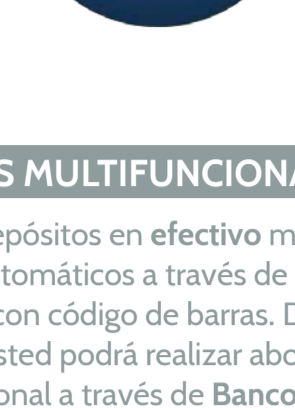 S MULTIFUNCIONA
epósitos en efectivo m
tomáticos a través de
con código de barras. D
sted podrá realizar abo
onal a través de Banco